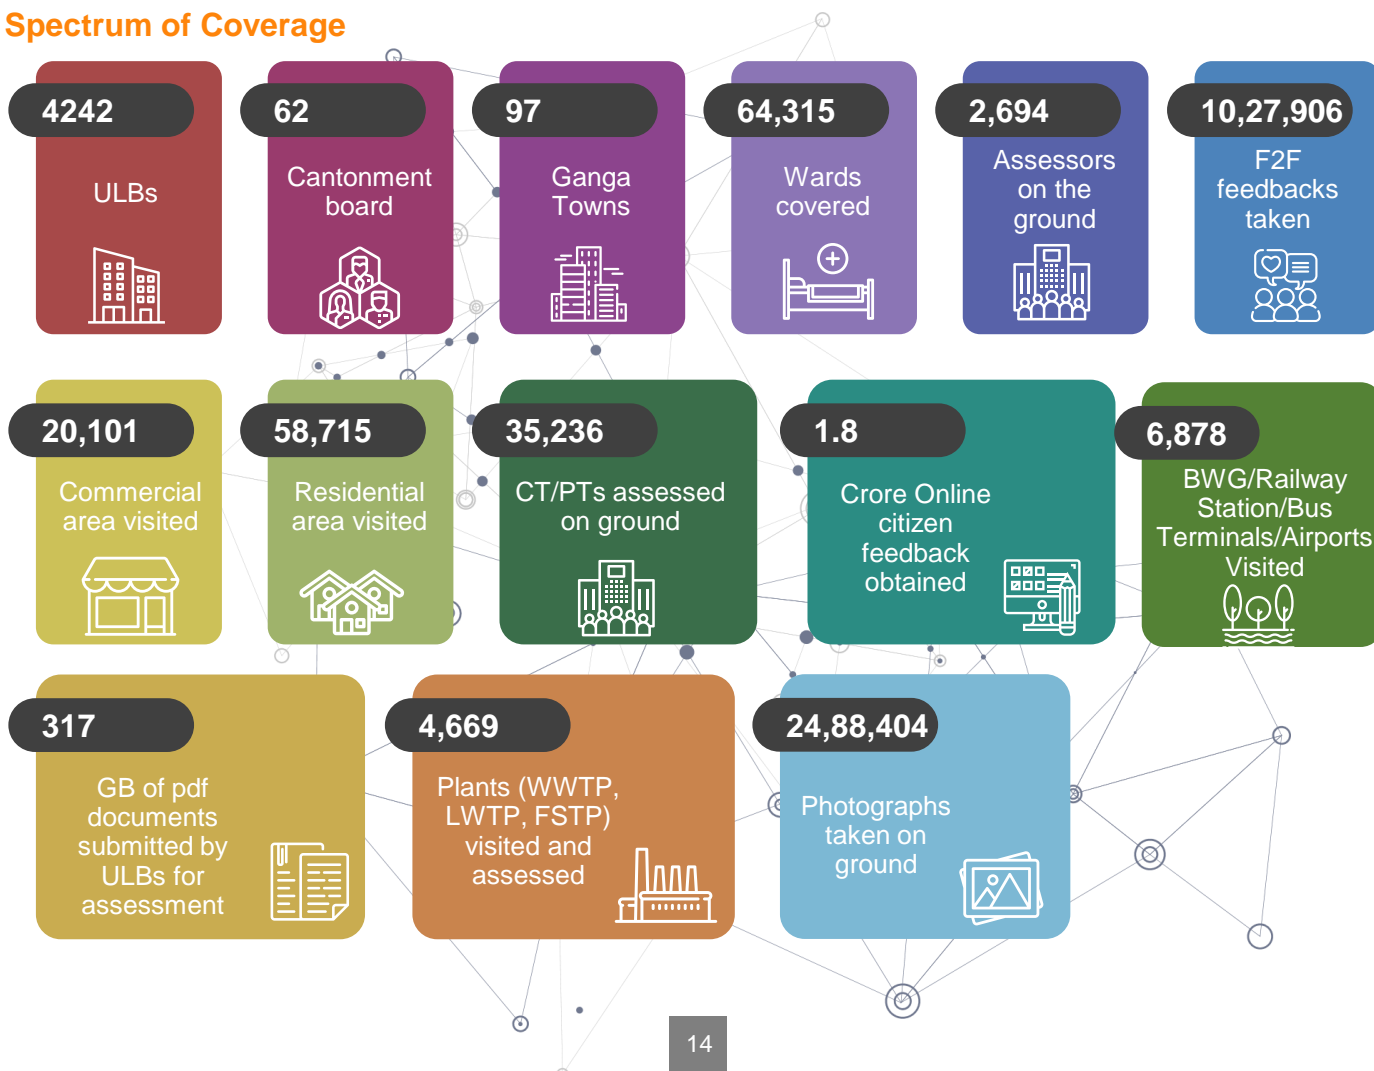 Spectrum of Coverage
4242
ULBs
62
Cantonment
board
97
Ganga
Towns
64,315
Wards
covered
2,694
Assessors
on the
ground
10,27,906
F2F
feedbacks
taken
20,101
Commercial
area visited
58,715
Residential
area visited
35,236
CT/PTs assessed
on ground
1.8
Crore Online
citizen
feedback
obtained
6,878
BWG/Railway
Station/Bus
Terminals/Airports
Visited
317
GB of pdf
documents
submitted by
ULBs for
assessment
4,669
Plants (WWTP,
LWTP, FSTP)
visited and
assessed
24,88,404
Photographs
taken on
ground
14